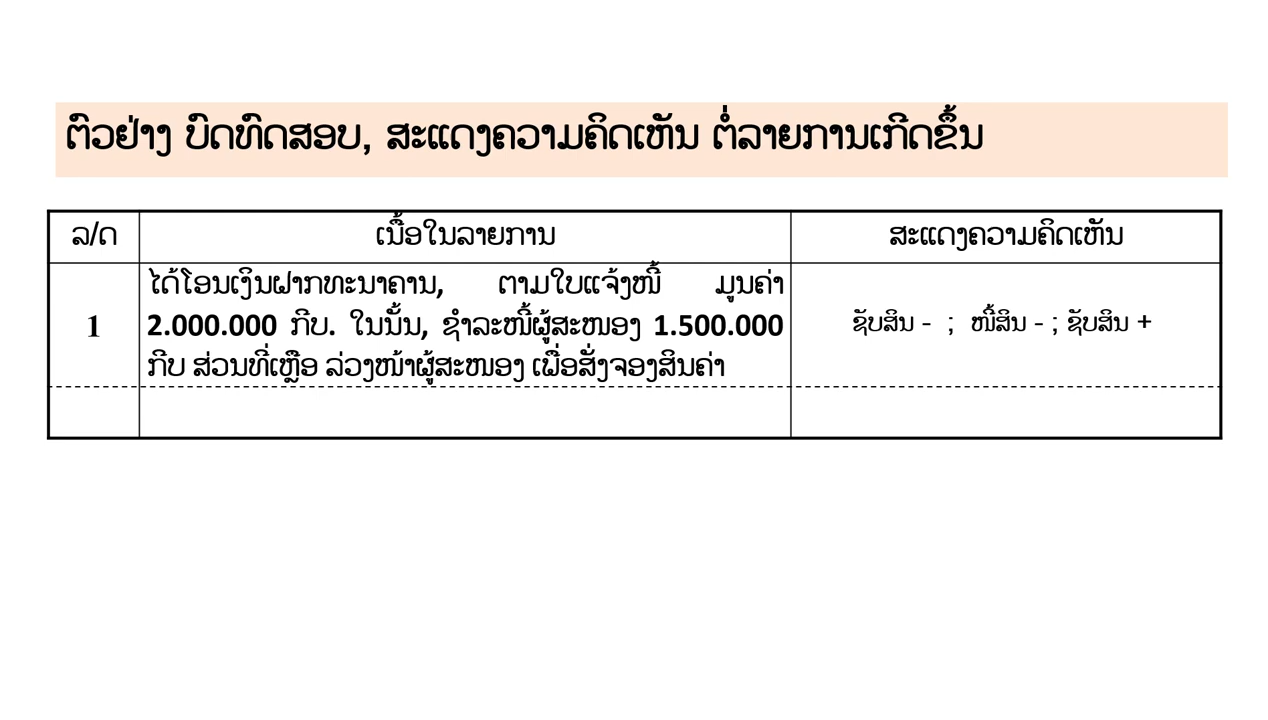 ຕົວຢ່າງ ບົດທົດສອບ, ສະແດງຄວາມຄິດເຫັນ ຕໍ່ລາຍການເກີດຂຶ້ນ
ລ/ດ ເນື້ອໃນລາຍການ ສະແດງຄວາມຄິດເຫັນ
ໄດ້ໂອນເງິນຝາກທະນາຄານ, ຕາມໃບແຈ້ງໜີ້ ມູນຄ່າ
1 2.000.000 ກີບ. ໃນນັ້ນ, ຊໍາລະໜີ້ຜູ້ສະໜອງ 1.500.000 ຊັບສິນ - ; ໜີ້ສິນ - ; ຊັບສິນ +
ກີບ ສ່ວນທີ່ເຫຼືອ ລ່ວງໜ້າຜູ້ສະໜອງ ເພື່ອສັ່ງຈອງສິນຄ່າ